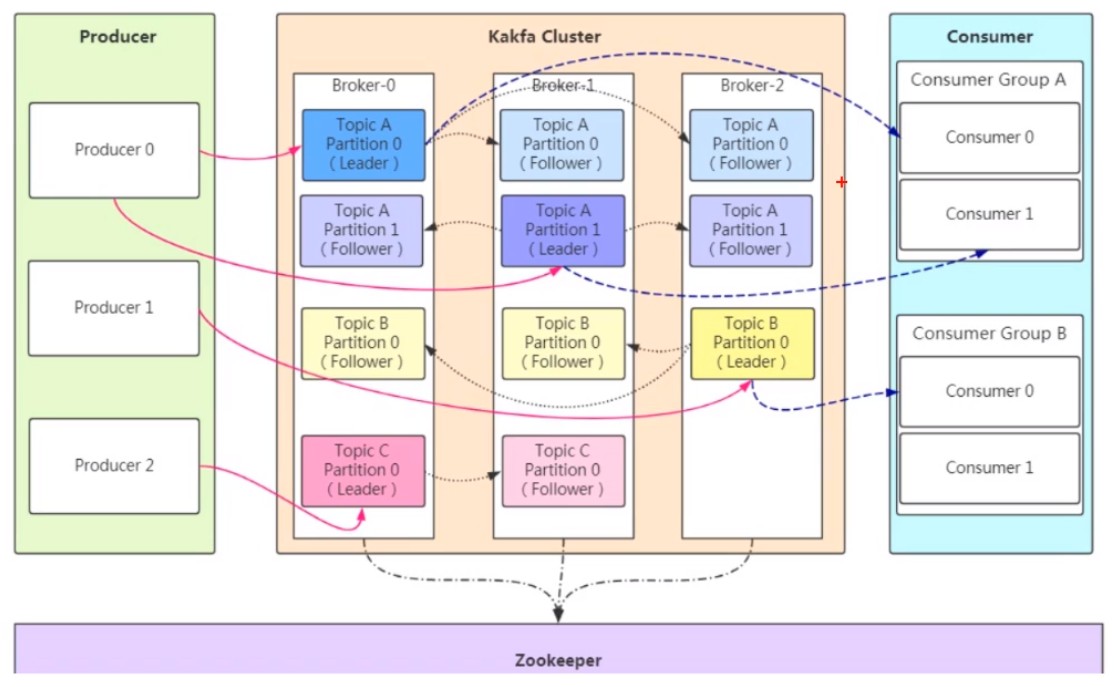 Producer
Producer 0
Producer 1
Producer 2
Kakfa Cluster
Broker-0
Topic A
Partition 0
( Leader )
Topic A
Partition 1
( Follower )
Topic B
Partition 0
( Follower )
Topic C
Partition 0
( Leader )
Broker-1
Topic A
Partition 0
( Follower )
Topic A
Partition 1
( Leader )
Topic B
Partition 0
( Follower )
Topic C
Partition 0
( Follower )
Broker-2
Topic A
Partition 0
( Follower )
Topic A
Partition 1
( Follower )
Topic B
Partition 0
( Leader )
Consumer
Consumer Group A
Consumer 0
Consumer 1
Consumer Group B
Consumer 0
Consumer 1
Zookeeper